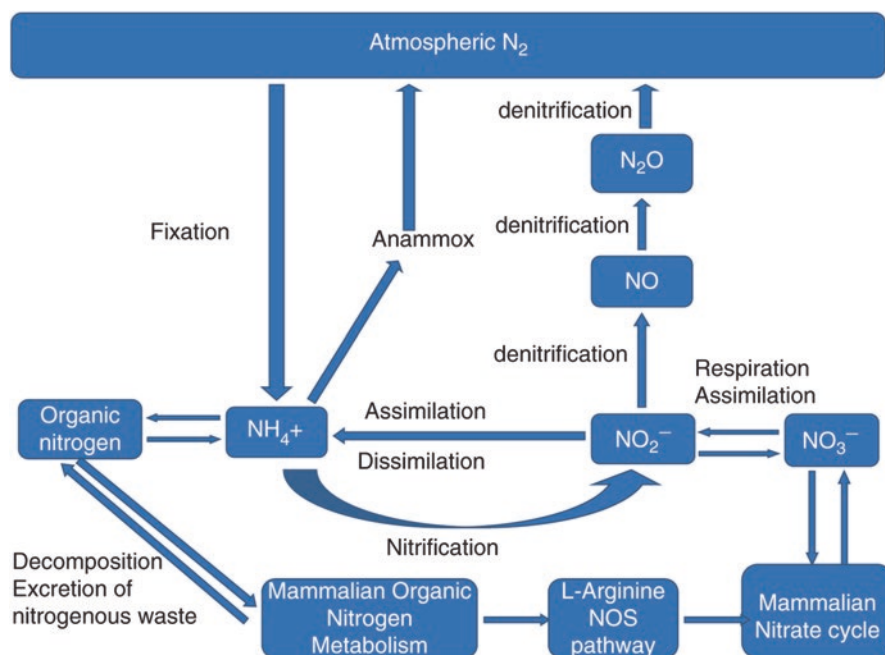 Atmospheric N₂
denitrification
N₂O
Fixation
Anammox
denitrification
NO
denitrification
Respiration
Assimilation
Organic
nitrogen
NH₄+
Assimilation
Dissimilation
NO₂⁻
NO₃⁻
Nitrification
Decomposition
Excretion of
nitrogenous waste
Mammalian Organic
Nitrogen
Metabolism
L-Arginine
NOS
pathway
Mammalian
Nitrate cycle